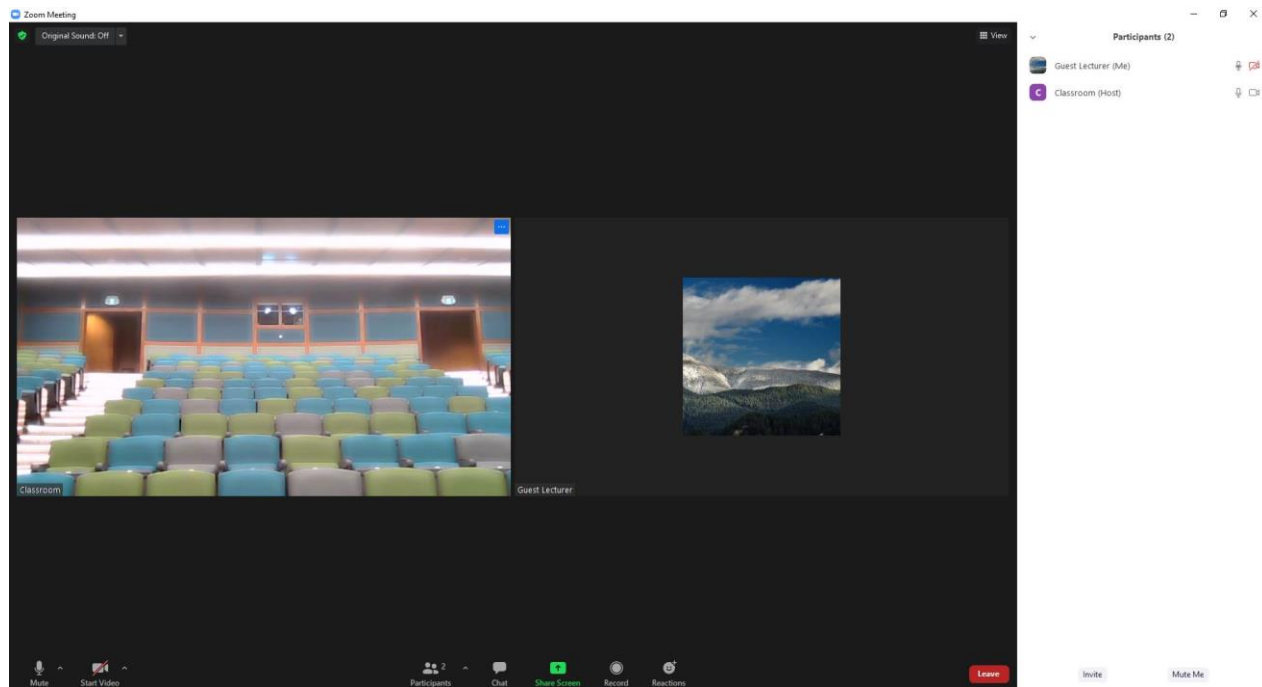 Zoom Meeting
Original Sound: Off
View
Participants (2)
Guest Lecturer (Me)
C Classroom (Host)
Classroom
Guest Lecturer
Mute
Start Video
Participants 2
Chat
Share Screen
Record
Reactions
Leave
Invite
Mute Me